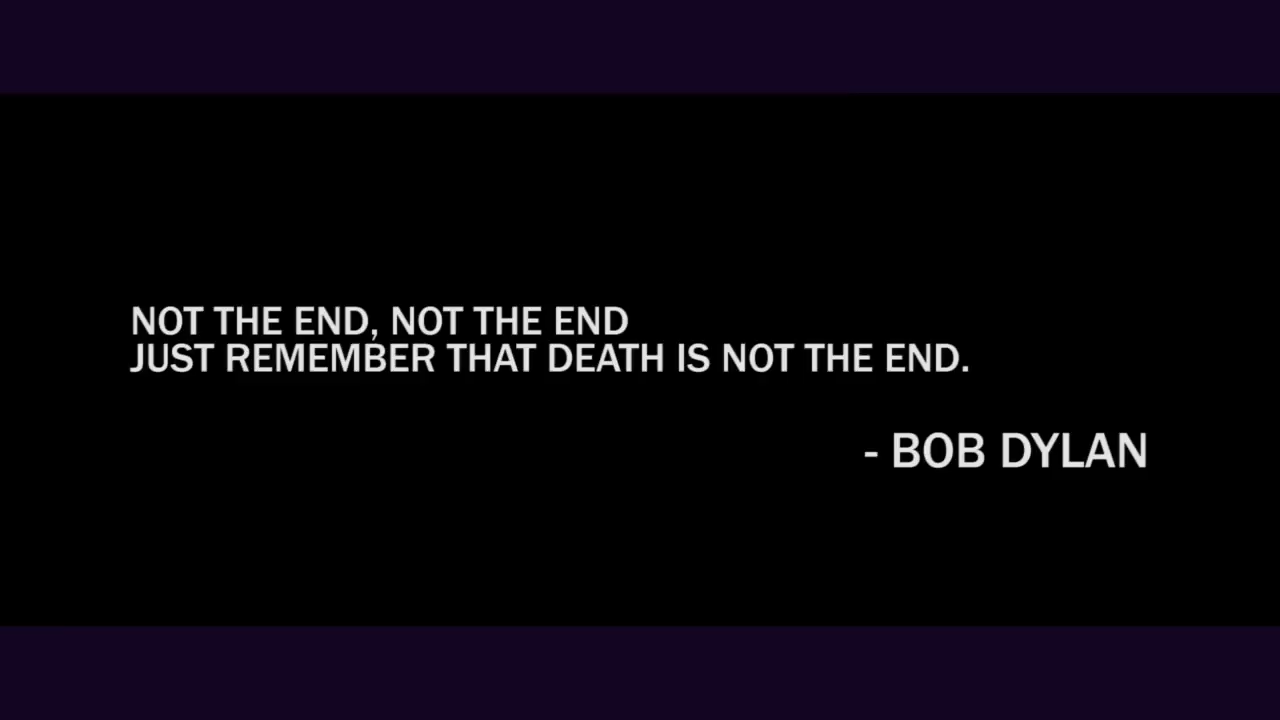 NOT THE END, NOT THE END
JUST REMEMBER THAT DEATH IS NOT THE END.
- BOB DYLAN